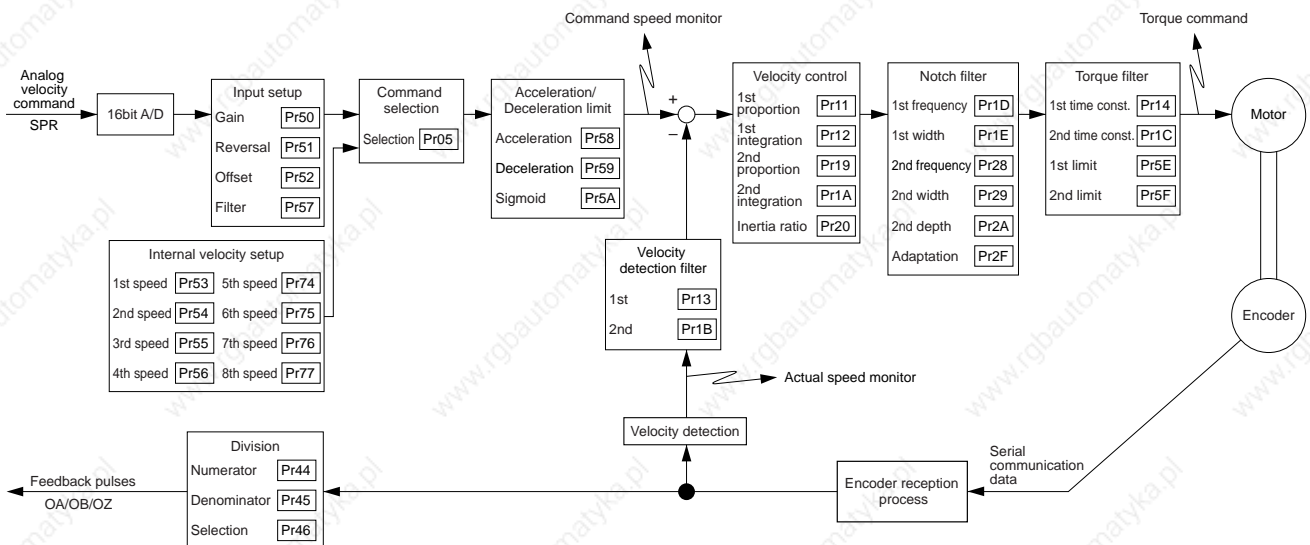 Command speed monitor
Torque command
Analog
velocity
command
SPR
16bit A/D
Input setup
Gain Pr50
Reversal Pr51
Offset Pr52
Filter Pr57
Command
selection
Selection Pr05
Acceleration/
Deceleration limit
Acceleration Pr58
Deceleration Pr59
Sigmoid Pr5A
+
−
Velocity control
1st
proportion Pr11
1st
integration Pr12
2nd
proportion Pr19
2nd
integration Pr1A
Inertia ratio Pr20
Notch filter
1st frequency Pr1D
1st width Pr1E
2nd frequency Pr28
2nd width Pr29
2nd depth Pr2A
Adaptation Pr2F
Torque filter
1st time const. Pr14
2nd time const. Pr1C
1st limit Pr5E
2nd limit Pr5F
Motor
Encoder
Internal velocity setup
1st speed Pr53 5th speed Pr74
2nd speed Pr54 6th speed Pr75
3rd speed Pr55 7th speed Pr76
4th speed Pr56 8th speed Pr77
Velocity
detection filter
1st Pr13
2nd Pr1B
Actual speed monitor
Velocity detection
Serial
communication
data
Encoder reception
process
Division
Numerator Pr44
Denominator Pr45
Selection Pr46
Feedback pulses
OA/OB/OZ
www.rgbautomatyka.pl